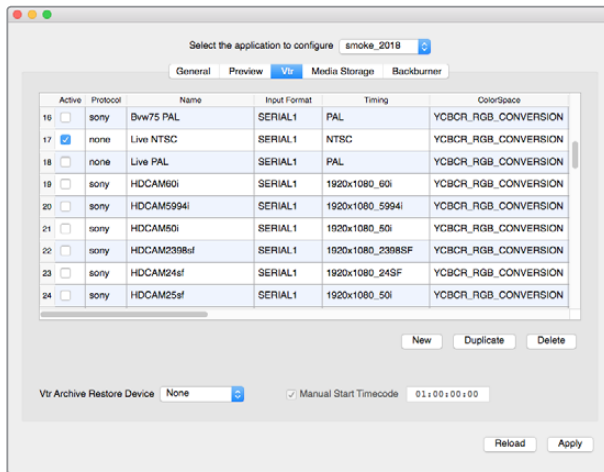 Select the application to configure smoke_2018
General Preview Vtr Media Storage Backburner
Active Protocol Name Input Format Timing ColorSpace
16 sony Bvw75 PAL SERIAL1 PAL YCBCR_RGB_CONVERSION
17 none Live NTSC SERIAL1 NTSC YCBCR_RGB_CONVERSION
18 none Live PAL SERIAL1 PAL YCBCR_RGB_CONVERSION
19 sony HDCAM60i SERIAL1 1920x1080_60i YCBCR_RGB_CONVERSION
20 sony HDCAM5994i SERIAL1 1920x1080_5994i YCBCR_RGB_CONVERSION
21 sony HDCAM50i SERIAL1 1920x1080_50i YCBCR_RGB_CONVERSION
22 sony HDCAM2398sf SERIAL1 1920x1080_2398SF YCBCR_RGB_CONVERSION
23 sony HDCAM24sf SERIAL1 1920x1080_24SF YCBCR_RGB_CONVERSION
24 sony HDCAM25sf SERIAL1 1920x1080_50i YCBCR_RGB_CONVERSION
New Duplicate Delete
Vtr Archive Restore Device None Manual Start Timecode 01:00:00:00
Reload Apply